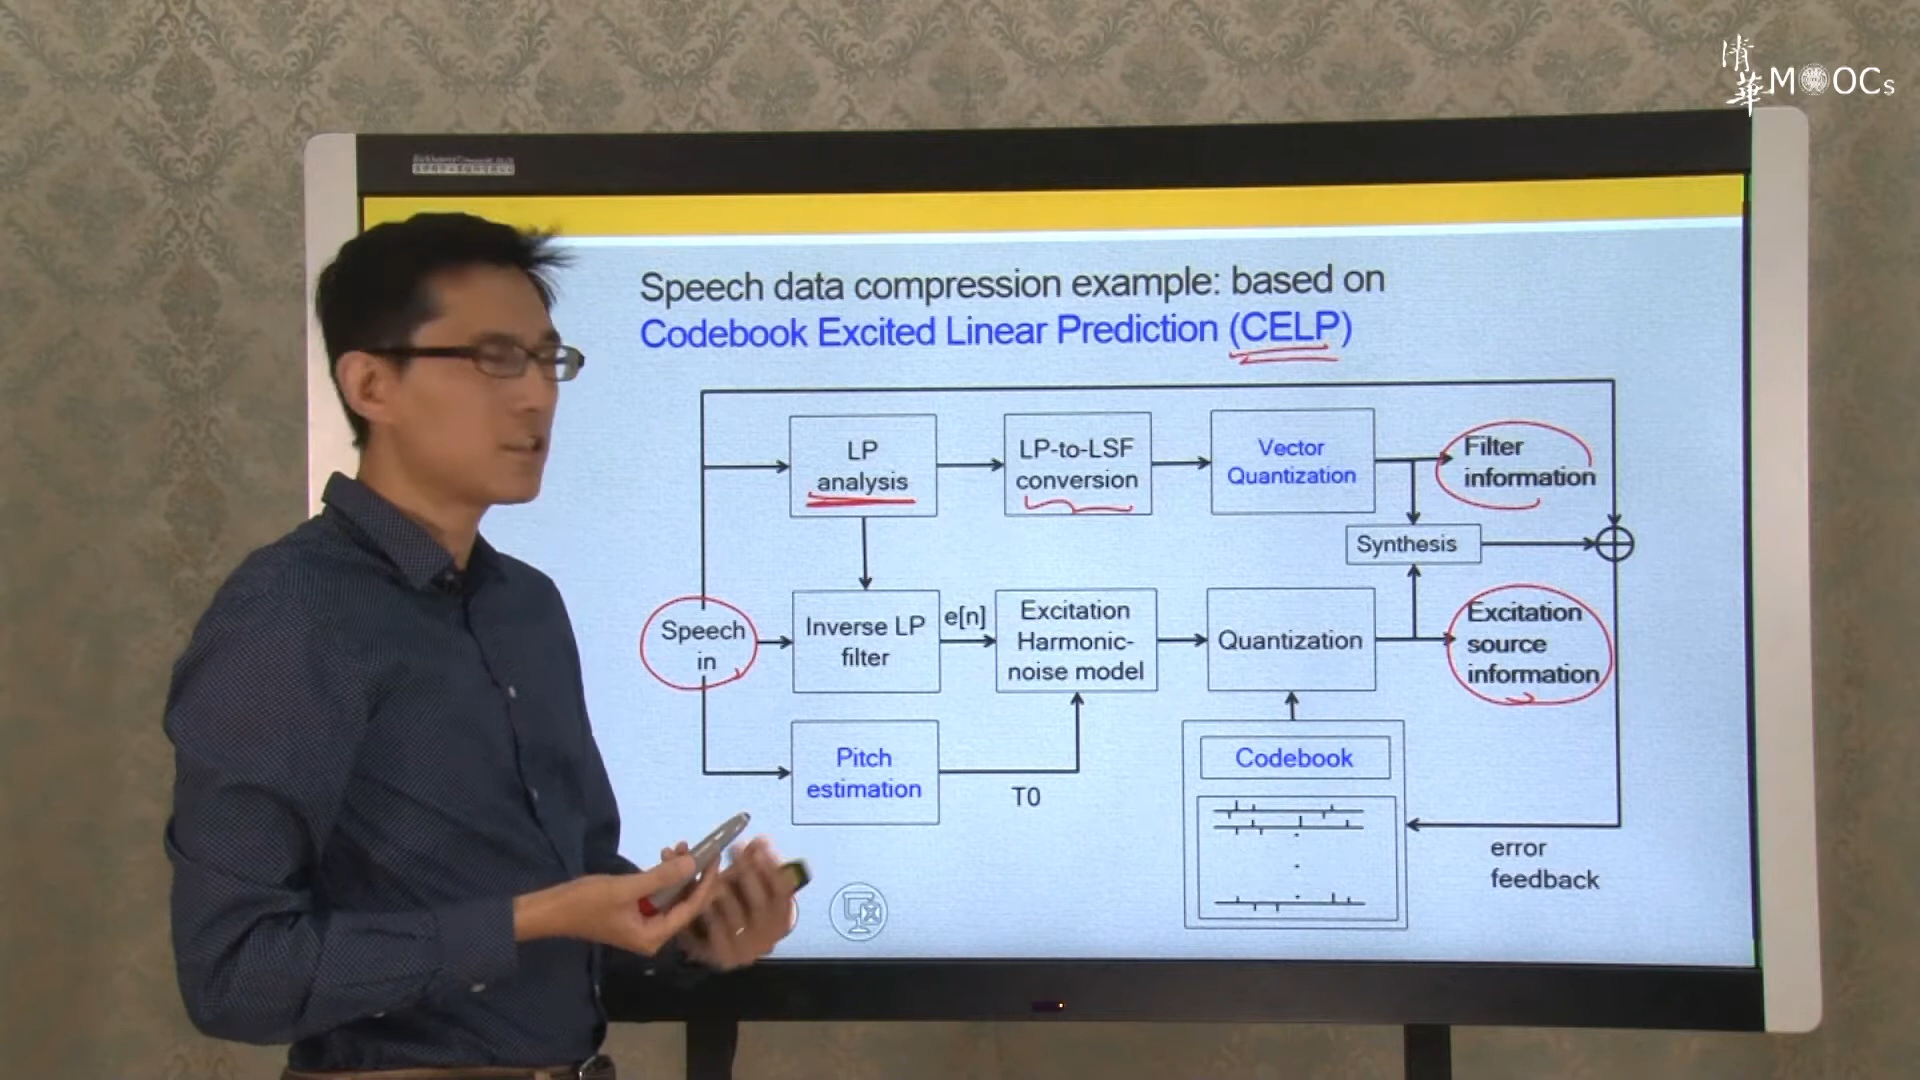 清華MOOCs
Speech data compression example: based on
Codebook Excited Linear Prediction (CELP)
LP
analysis
LP-to-LSF
conversion
Vector
Quantization
Filter
information
Synthesis
Speech
in
Inverse LP
filter
e[n]
Excitation
Harmonic-
noise model
Quantization
Excitation
source
information
Pitch
estimation
T0
Codebook
error
feedback